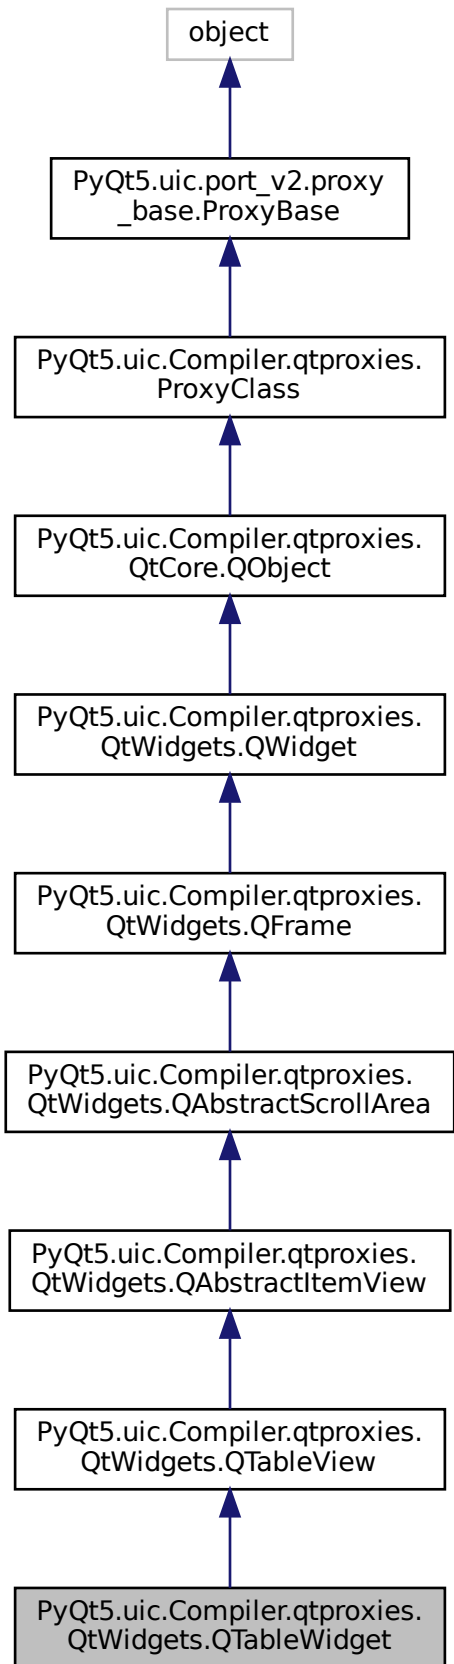 object
PyQt5.uic.port_v2.proxy
_base.ProxyBase
PyQt5.uic.Compiler.qtproxies.
ProxyClass
PyQt5.uic.Compiler.qtproxies.
QtCore.QObject
PyQt5.uic.Compiler.qtproxies.
QtWidgets.QWidget
PyQt5.uic.Compiler.qtproxies.
QtWidgets.QFrame
PyQt5.uic.Compiler.qtproxies.
QtWidgets.QAbstractScrollArea
PyQt5.uic.Compiler.qtproxies.
QtWidgets.QAbstractItemView
PyQt5.uic.Compiler.qtproxies.
QtWidgets.QTableView
PyQt5.uic.Compiler.qtproxies.
QtWidgets.QTableWidget